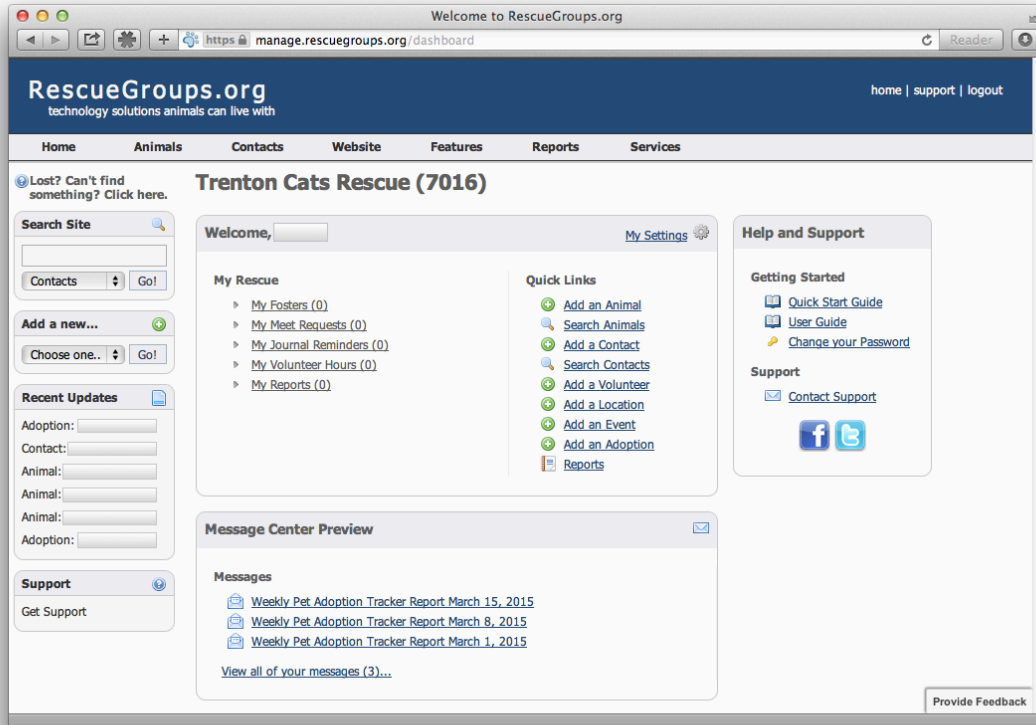 Welcome to RescueGroups.org
https manage.rescuegroups.org/dashboard
Reader
RescueGroups.org
technology solutions animals can live with
home | support | logout
Home Animals Contacts Website Features Reports Services
Lost? Can't find
something? Click here.
Search Site
Contacts Go!
Add a new...
Choose one.. Go!
Recent Updates
Adoption:
Contact:
Animal:
Animal:
Animal:
Adoption:
Support
Get Support
Trenton Cats Rescue (7016)
Welcome,
My Settings
My Rescue
My Fosters (0)
My Meet Requests (0)
My Journal Reminders (0)
My Volunteer Hours (0)
My Reports (0)
Quick Links
Add an Animal
Search Animals
Add a Contact
Search Contacts
Add a Volunteer
Add a Location
Add an Event
Add an Adoption
Reports
Message Center Preview
Messages
Weekly Pet Adoption Tracker Report March 15, 2015
Weekly Pet Adoption Tracker Report March 8, 2015
Weekly Pet Adoption Tracker Report March 1, 2015
View all of your messages (3)...
Help and Support
Getting Started
Quick Start Guide
User Guide
Change your Password
Support
Contact Support
Provide Feedback